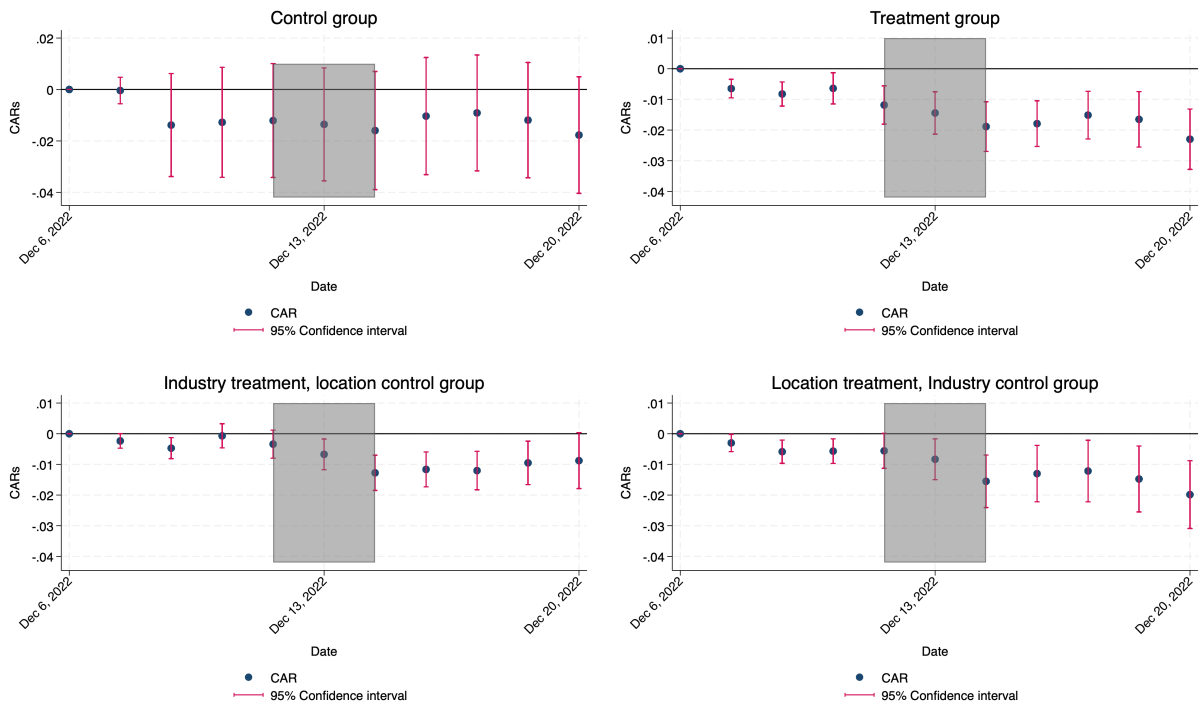 Control group
.02
0
-.02
-.04
CARs
Dec 6, 2022
Dec 13, 2022
Dec 20, 2022
Date
CAR
95% Confidence interval
Treatment group
.01
0
-.01
-.02
-.03
-.04
CARs
Dec 6, 2022
Dec 13, 2022
Dec 20, 2022
Date
CAR
95% Confidence interval
Industry treatment, location control group
.01
0
-.01
-.02
-.03
-.04
CARs
Dec 6, 2022
Dec 13, 2022
Dec 20, 2022
Date
CAR
95% Confidence interval
Location treatment, Industry control group
.01
0
-.01
-.02
-.03
-.04
CARs
Dec 6, 2022
Dec 13, 2022
Dec 20, 2022
Date
CAR
95% Confidence interval